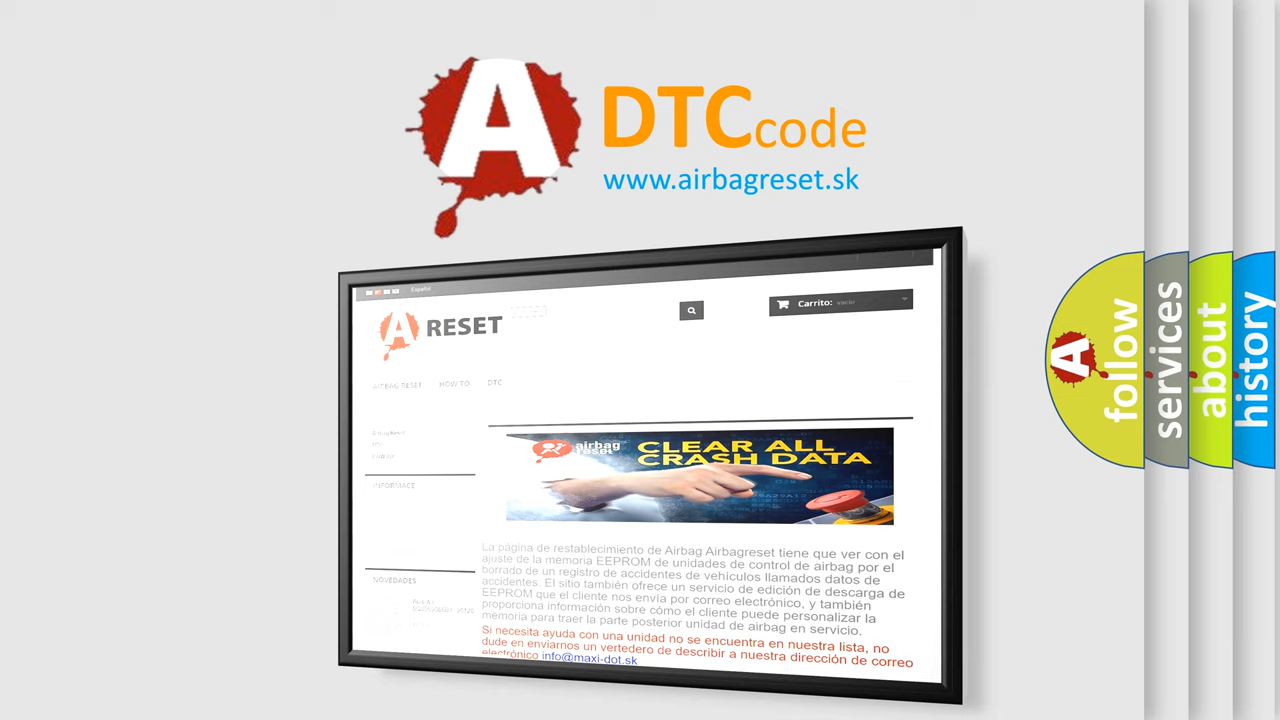 A
DTCcode
www.airbagreset.sk
Español
A RESET
Carrito: vacío
AIRBAG RESET HOW TO DTC
airbag
reset
CLEAR ALL
CRASH DATA
INFORMACE
NOVEDADES
La página de restablecimiento de Airbag Airbagreset tiene que ver con el
ajuste de la memoria EEPROM de unidades de control de airbag por el
borrado de un registro de accidentes de vehículos llamados datos de
accidentes. El sitio también ofrece un servicio de edición de descarga de
EEPROM que el cliente nos envía por correo electrónico, y también
proporciona información sobre cómo el cliente puede personalizar la
memoria para traer la parte posterior unidad de airbag en servicio.
Si necesita ayuda con una unidad no se encuentra en nuestra lista, no
dude en enviarnos un vertedero de describir a nuestra dirección de correo
electrónico info@maxi-dot.sk
A
follow
services
about
history